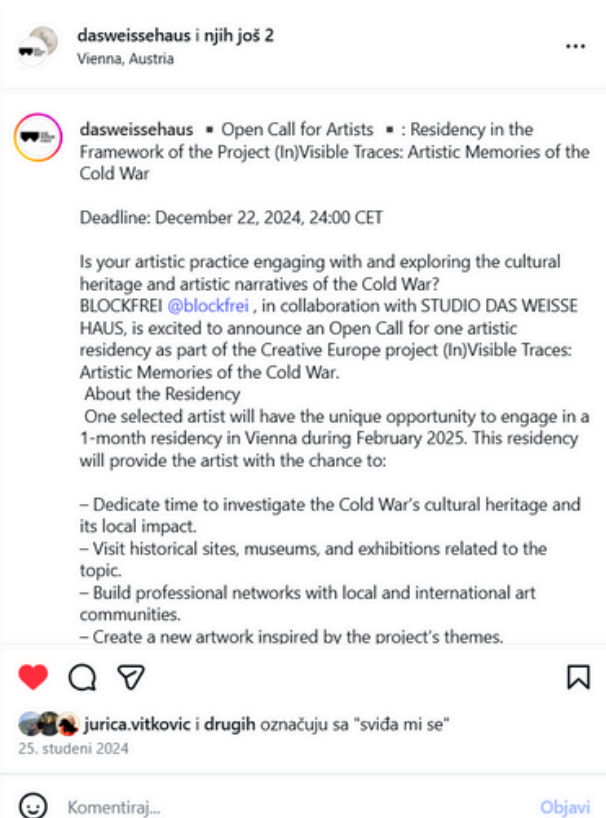 dasweissehaus i njih još 2
Vienna, Austria
dasweissehaus ▪ Open Call for Artists ▪ : Residency in the
Framework of the Project (In)Visible Traces: Artistic Memories of the
Cold War
Deadline: December 22, 2024, 24:00 CET
Is your artistic practice engaging with and exploring the cultural
heritage and artistic narratives of the Cold War?
BLOCKFREI @blockfrei , in collaboration with STUDIO DAS WEISSE
HAUS, is excited to announce an Open Call for one artistic
residency as part of the Creative Europe project (In)Visible Traces:
Artistic Memories of the Cold War.
About the Residency
One selected artist will have the unique opportunity to engage in a
1-month residency in Vienna during February 2025. This residency
will provide the artist with the chance to:
– Dedicate time to investigate the Cold War's cultural heritage and
its local impact.
– Visit historical sites, museums, and exhibitions related to the
topic.
– Build professional networks with local and international art
communities.
– Create a new artwork inspired by the project's themes.
jurica.vitkovic i drugih označuju sa "sviđa mi se"
25. studeni 2024
Komentiraj...
Objavi